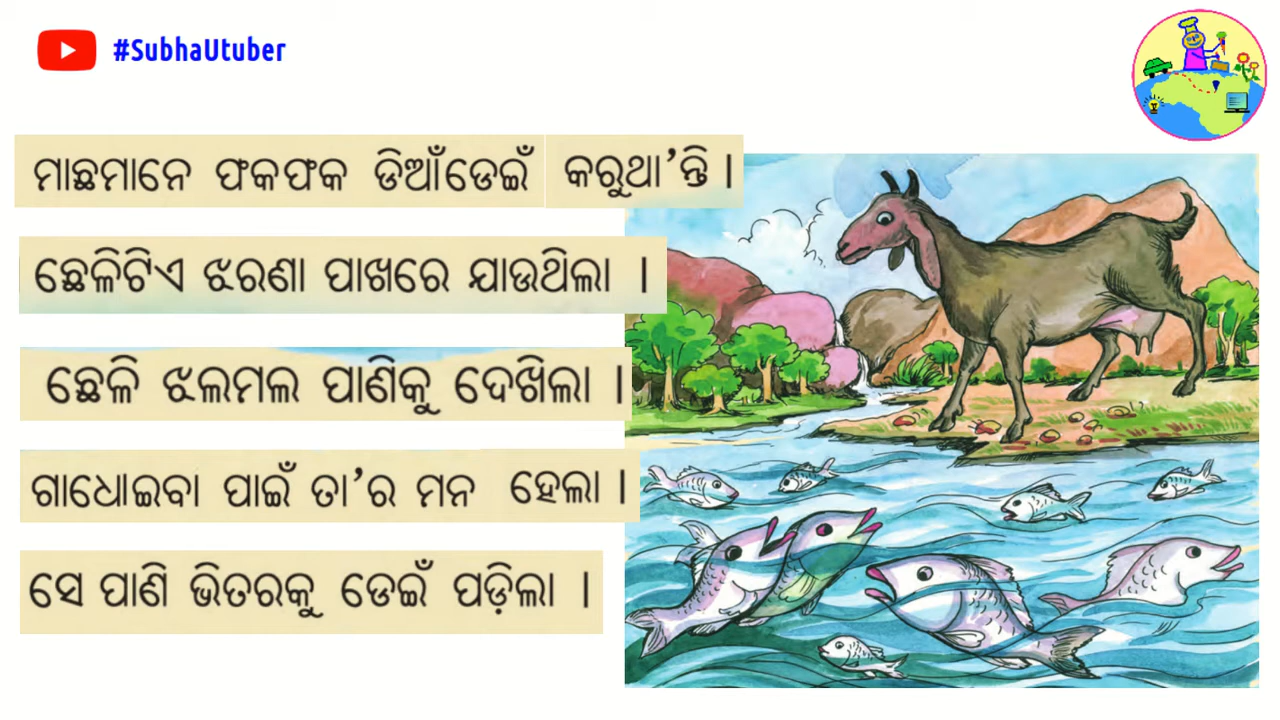 #SubhaUtuber
ମାଛମାନେ ଫକଫକ ଡିଆଁଡେଇଁ କରୁଥା’ନ୍ତି ।
ଛେଳିଟିଏ ଝରଣା ପାଖରେ ଯାଉଥିଲା ।
ଛେଳି ଝଲମଲ ପାଣିକୁ ଦେଖିଲା ।
ଗାଧୋଇବା ପାଇଁ ତା’ର ମନ ହେଲା ।
ସେ ପାଣି ଭିତରକୁ ଡେଇଁ ପଡ଼ିଲା ।